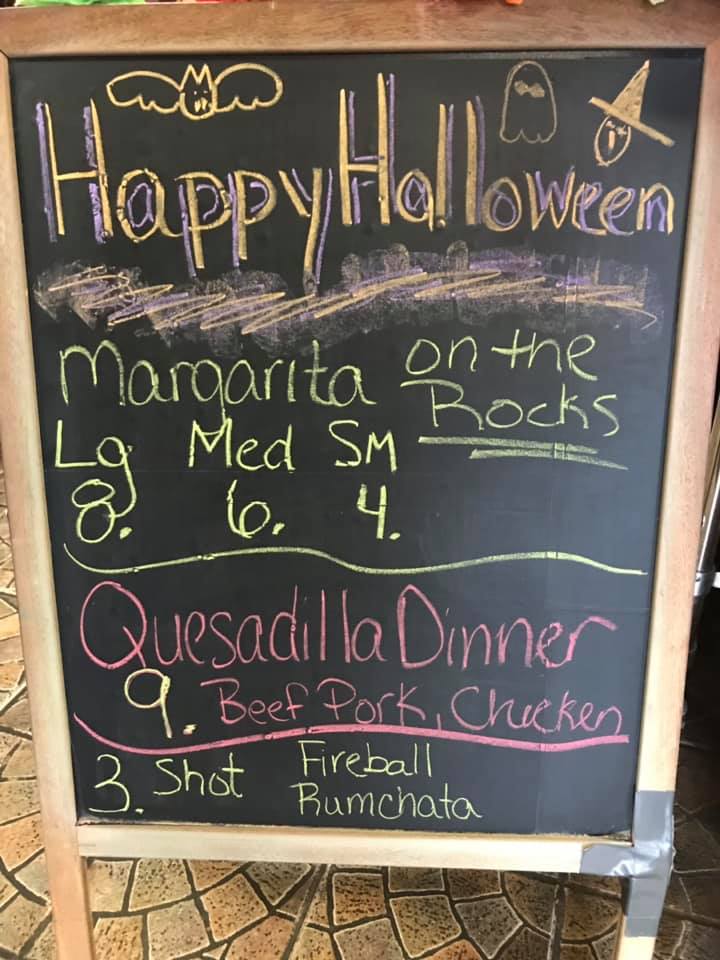 Happy Halloween
Margarita on the Rocks
Lg Med SM
8. 6. 4.
Quesadilla Dinner
9. Beef Pork, Chicken
3. Shot Fireball
Rumchata